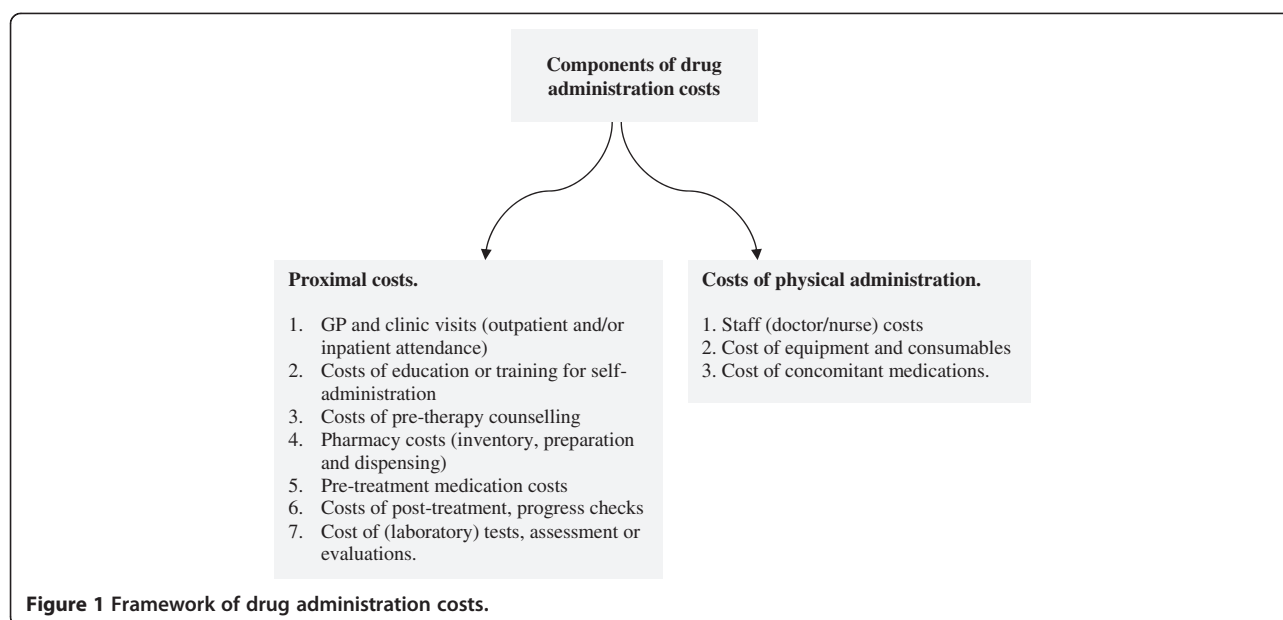 Components of drug
administration costs
Proximal costs.
1. GP and clinic visits (outpatient and/or
inpatient attendance)
2. Costs of education or training for self-
administration
3. Costs of pre-therapy counselling
4. Pharmacy costs (inventory, preparation
and dispensing)
5. Pre-treatment medication costs
6. Costs of post-treatment, progress checks
7. Cost of (laboratory) tests, assessment or
evaluations.
Costs of physical administration.
1. Staff (doctor/nurse) costs
2. Cost of equipment and consumables
3. Cost of concomitant medications.
Figure 1 Framework of drug administration costs.